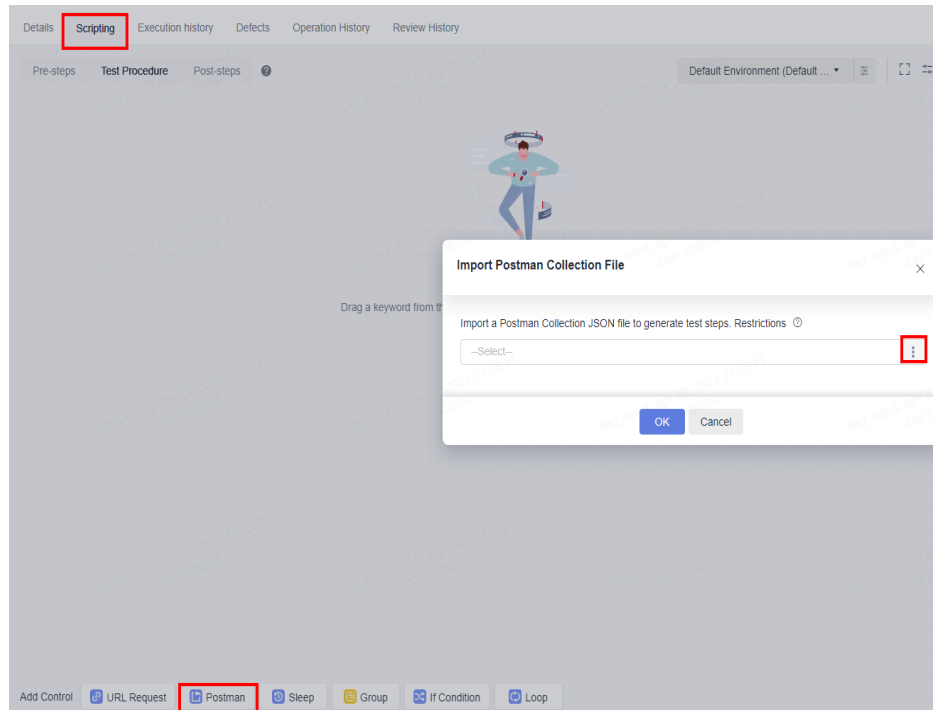 Details Scripting Execution history Defects Operation History Review History
Pre-steps Test Procedure Post-steps Default Environment (Default ...
Import Postman Collection File
Drag a keyword from th
Import a Postman Collection JSON file to generate test steps. Restrictions
--Select--
OK Cancel
Add Control URL Request Postman Sleep Group If Condition Loop